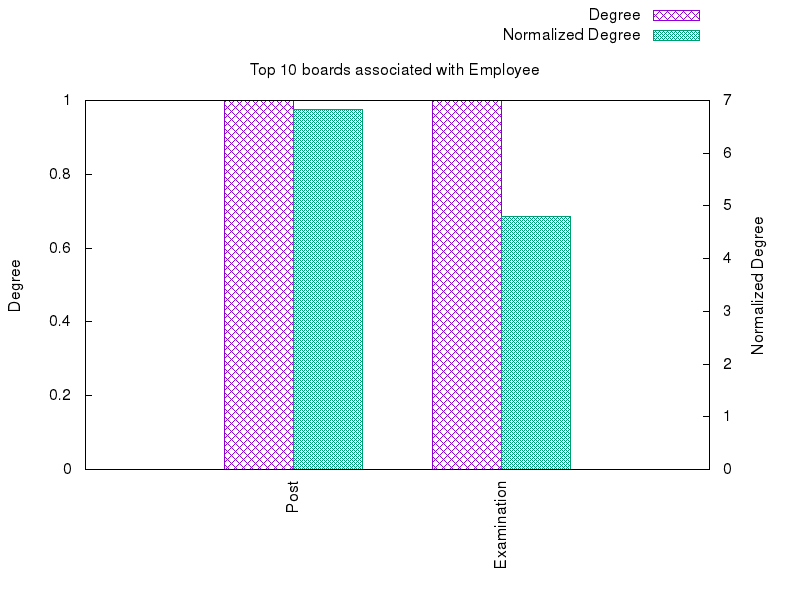 Degree
Normalized Degree
Top 10 boards associated with Employee
1
0.8
0.6
0.4
0.2
0
Degree
7
6
5
4
3
2
1
0
Normalized Degree
Post
Examination